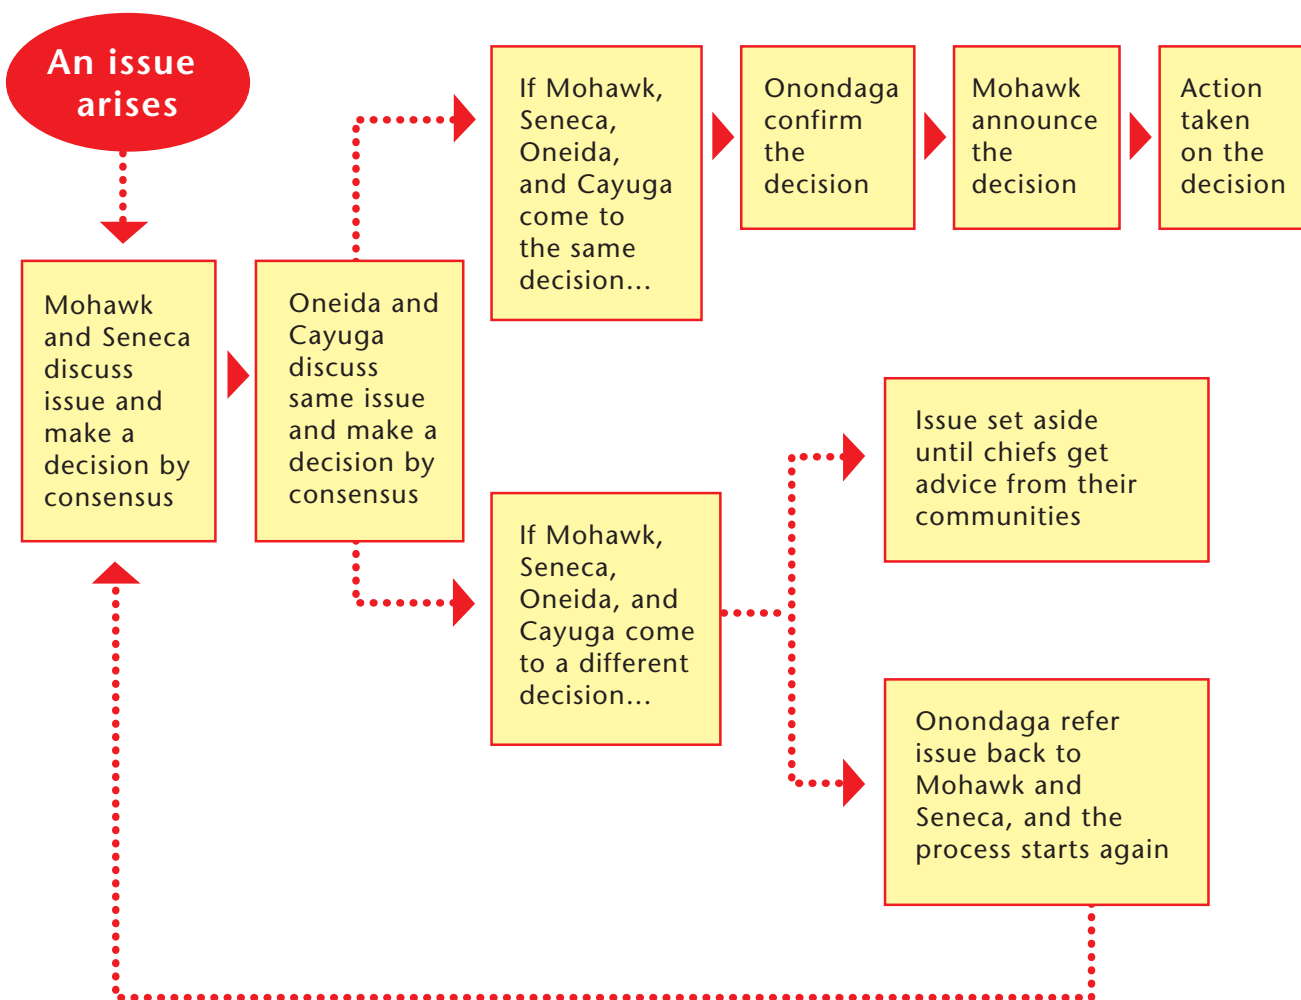 An issue
arises
Mohawk
and Seneca
discuss
issue and
make a
decision by
consensus
Oneida and
Cayuga
discuss
same issue
and make a
decision by
consensus
If Mohawk,
Seneca,
Oneida,
and Cayuga
come to
the same
decision...
Onondaga
confirm
the
decision
Mohawk
announce
the
decision
Action
taken
on the
decision
If Mohawk,
Seneca,
Oneida, and
Cayuga come
to a different
decision...
Issue set aside
until chiefs get
advice from their
communities
Onondaga refer
issue back to
Mohawk and
Seneca, and the
process starts again